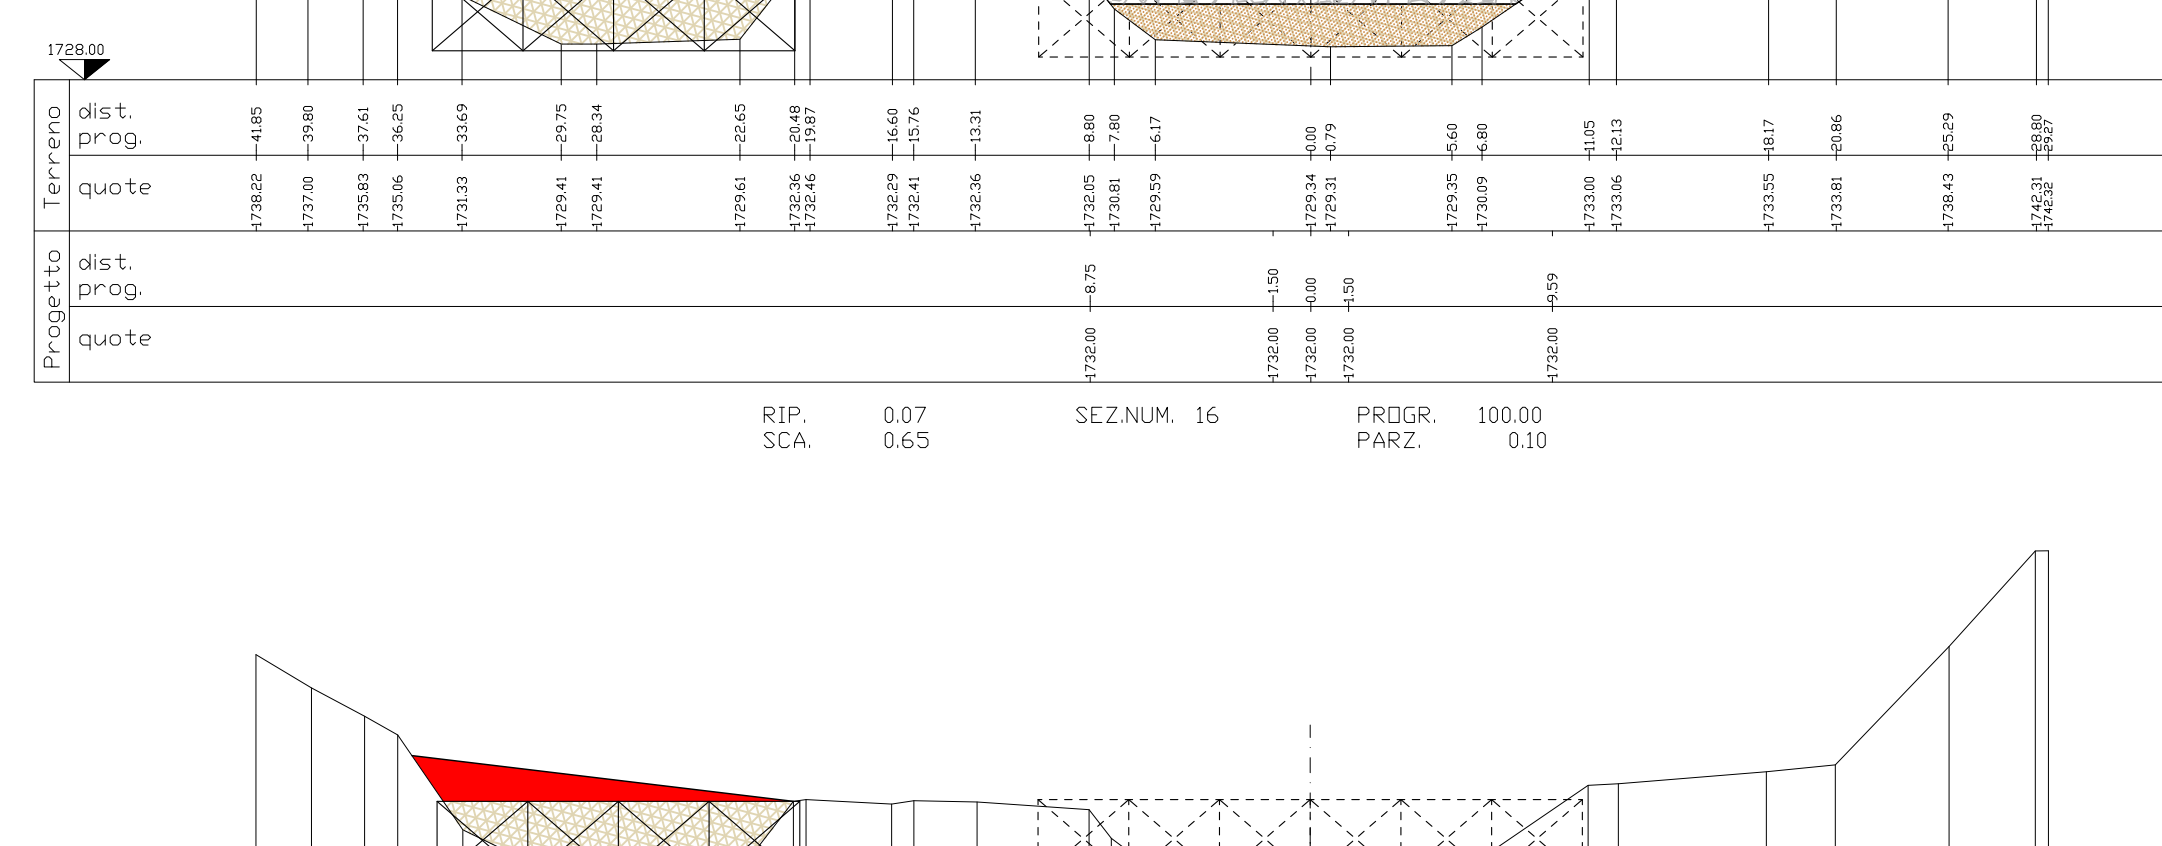 1728.00
Terreno
dist.
prog.
-41.85 -39.80 -37.61 -36.25 -33.69 -29.75 -28.34 -22.65 -20.48 -19.87 -16.60 -15.76 -13.31 -8.80 -7.80 -6.17 0.00 0.79 5.60 6.80 11.05 12.13 18.17 20.86 25.29 28.80 29.27
quote
1738.22 1737.00 1735.83 1735.06 1731.33 1729.41 1729.41 1729.61 1732.36 1732.46 1732.29 1732.41 1732.36 1732.05 1730.81 1729.59 1729.34 1729.31 1729.35 1730.09 1733.00 1733.06 1733.55 1733.81 1738.43 1742.31 1742.32
Progetto
dist.
prog.
-8.75 -1.50 0.00 1.50 9.59
quote
1732.00 1732.00 1732.00 1732.00 1732.00
RIP. 0.07 SEZ.NUM. 16 PROGR. 100.00
SCA. 0.65 PARZ. 0.10